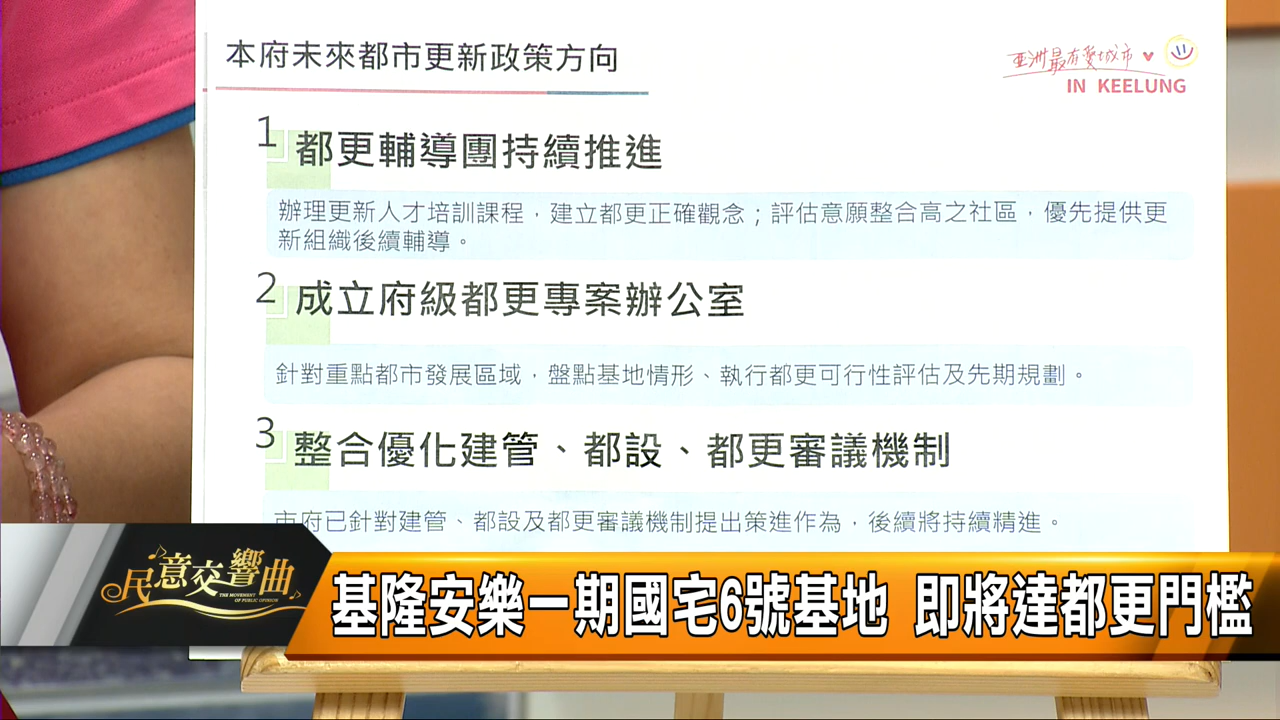 本府未來都市更新政策方向
亞洲最有愛城市
IN KEELUNG
1 都更輔導團持續推進
辦理更新人才培訓課程，建立都更正確觀念；評估意願整合高之社區，優先提供更
新組織後續輔導。
2 成立府級都更專案辦公室
針對重點都市發展區域，盤點基地情形、執行都更可行性評估及先期規劃。
3 整合優化建管、都設、都更審議機制
市府已針對建管、都設及都更審議機制提出策進作為，後續將持續精進。
民意交響曲
THE MOVEMENT
OF PUBLIC OPINION
基隆安樂一期國宅6號基地 即將達都更門檻